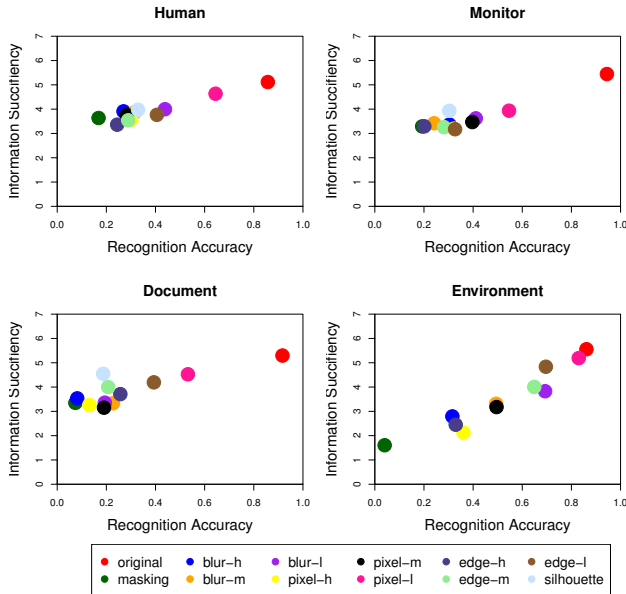 Human
Monitor
7
6
5
4
3
2
1
0
Information Succifiency
0.0 0.2 0.4 0.6 0.8 1.0
Recognition Accuracy
7
6
5
4
3
2
1
0
Information Succifiency
0.0 0.2 0.4 0.6 0.8 1.0
Recognition Accuracy
Document
Environment
7
6
5
4
3
2
1
0
Information Succifiency
0.0 0.2 0.4 0.6 0.8 1.0
Recognition Accuracy
7
6
5
4
3
2
1
0
Information Succifiency
0.0 0.2 0.4 0.6 0.8 1.0
Recognition Accuracy
original blur−h blur−l pixel−m edge−h edge−l
masking blur−m pixel−h pixel−l edge−m silhouette